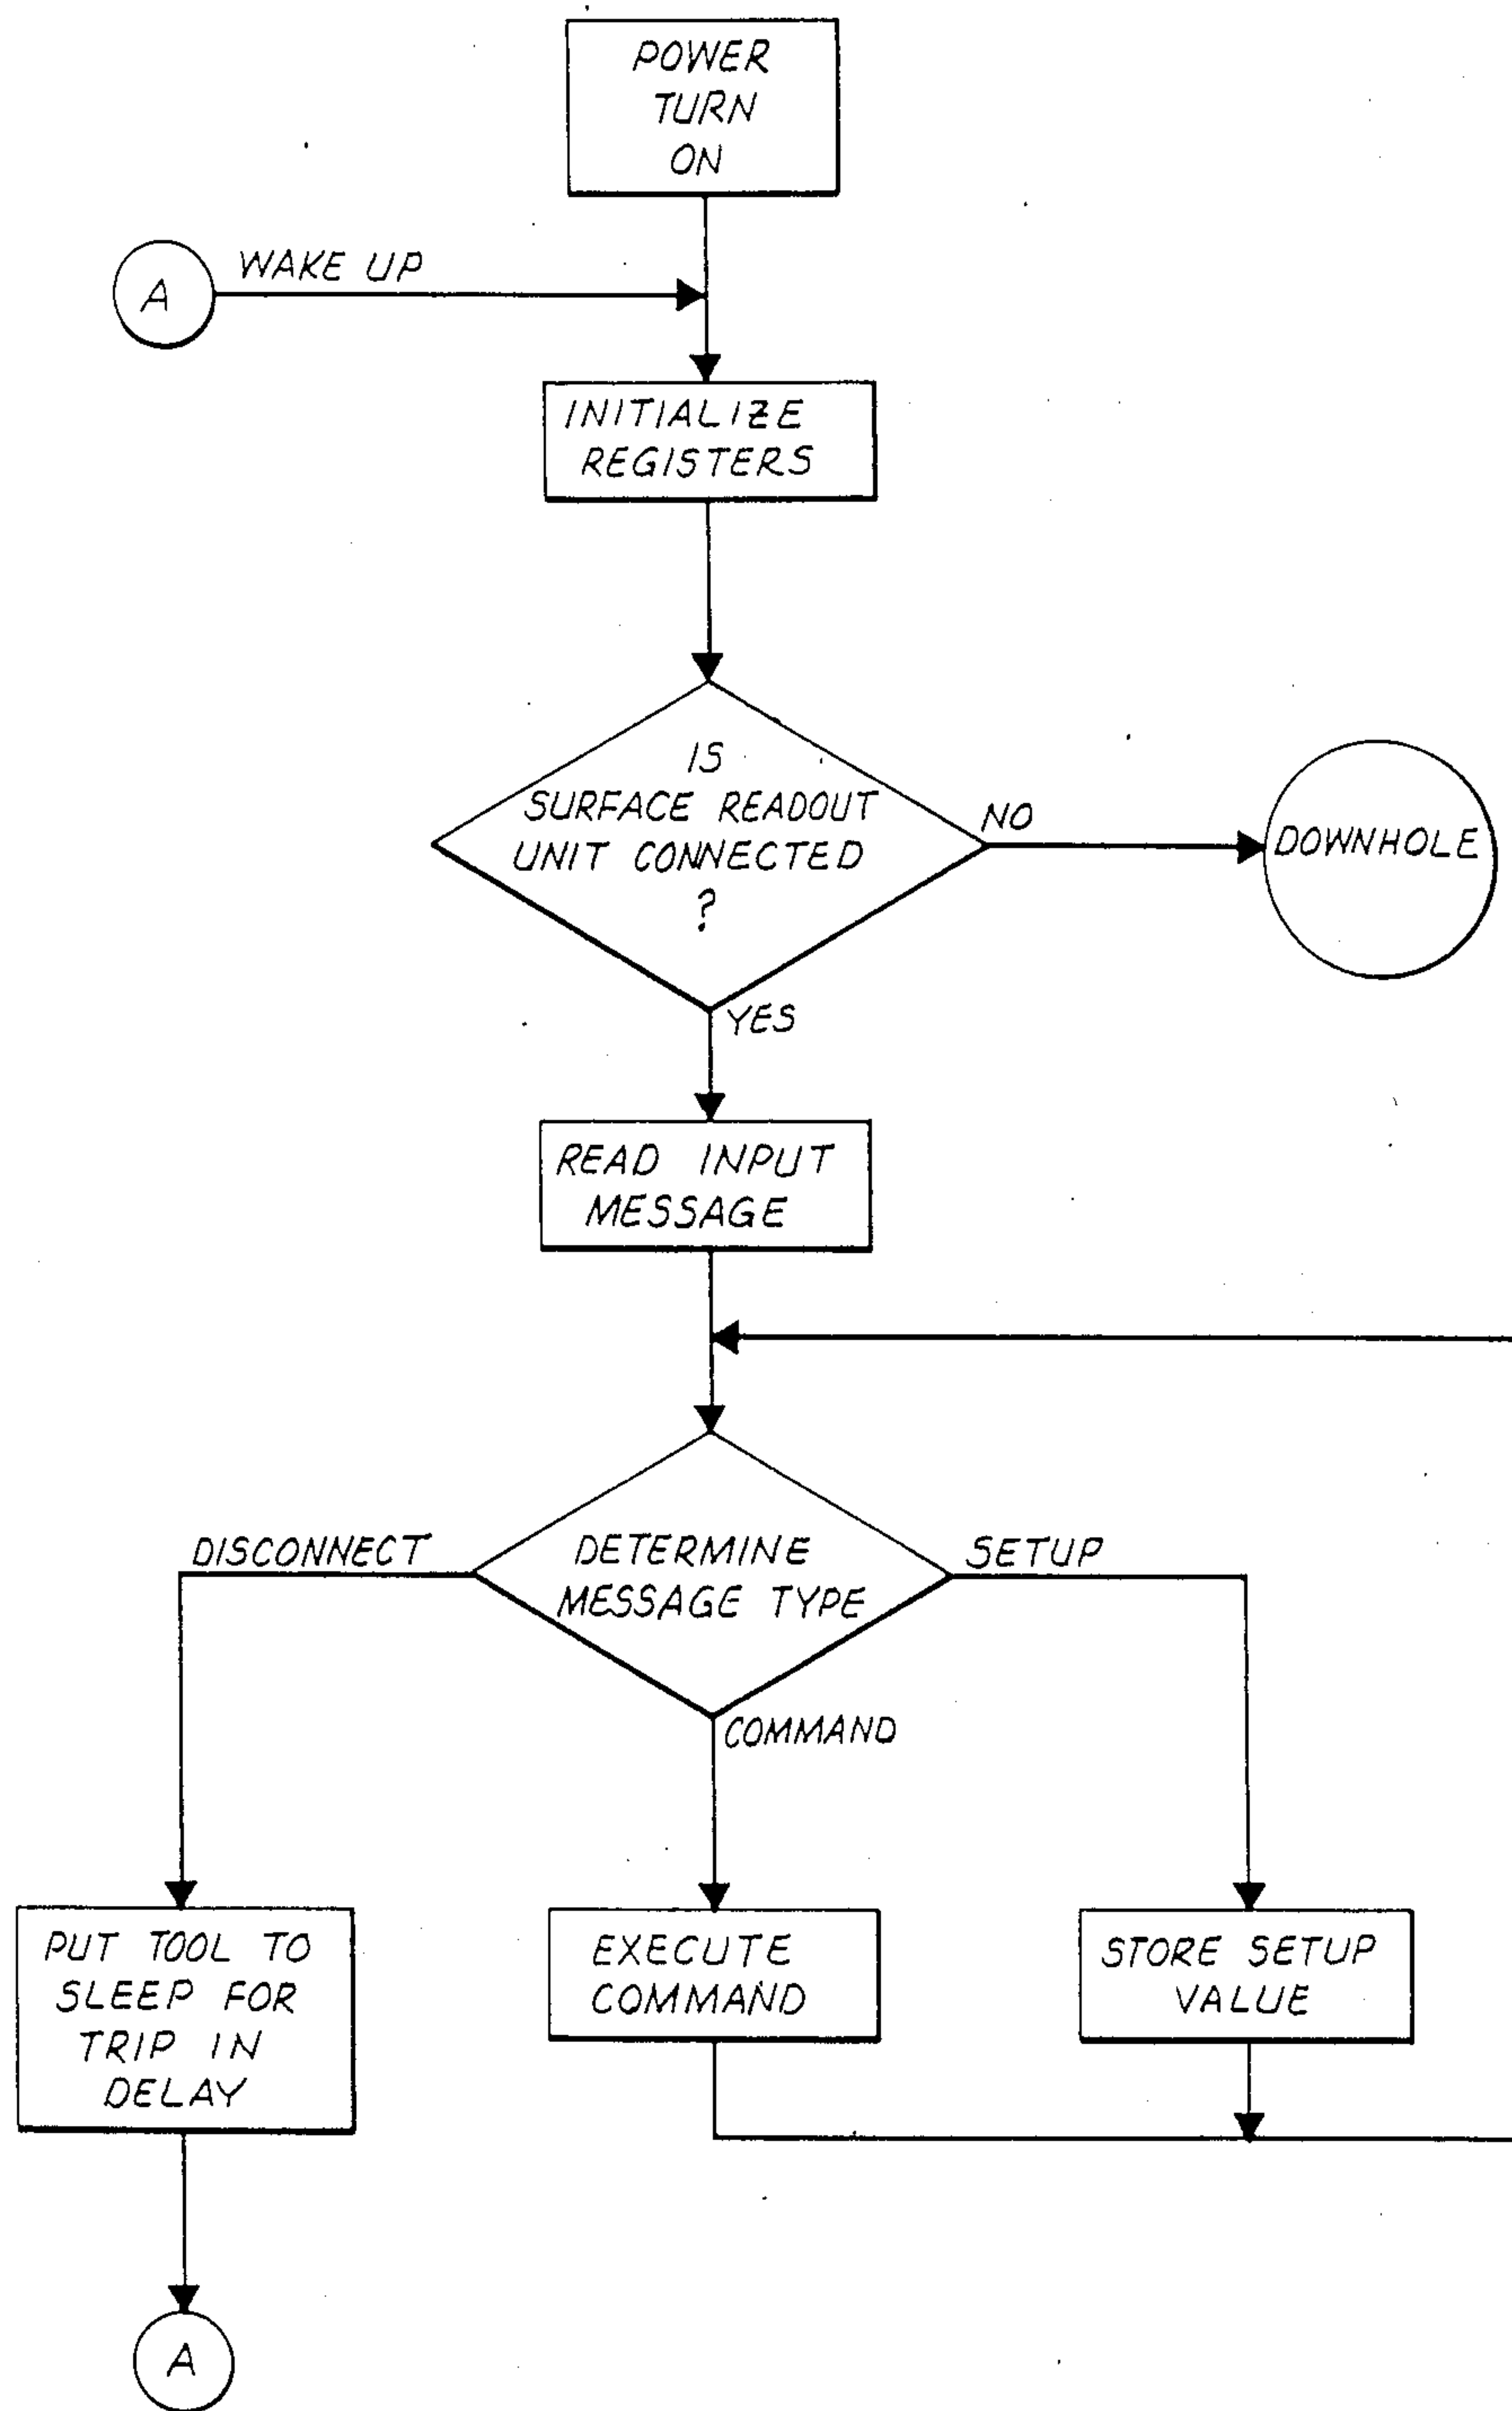 POWER
TURN
ON
A
WAKE UP
INITIALIZE
REGISTERS
IS
SURFACE READOUT
UNIT CONNECTED
?
NO
DOWNHOLE
YES
READ INPUT
MESSAGE
DISCONNECT
DETERMINE
MESSAGE TYPE
SETUP
COMMAND
PUT TOOL TO
SLEEP FOR
TRIP IN
DELAY
EXECUTE
COMMAND
STORE SETUP
VALUE
A